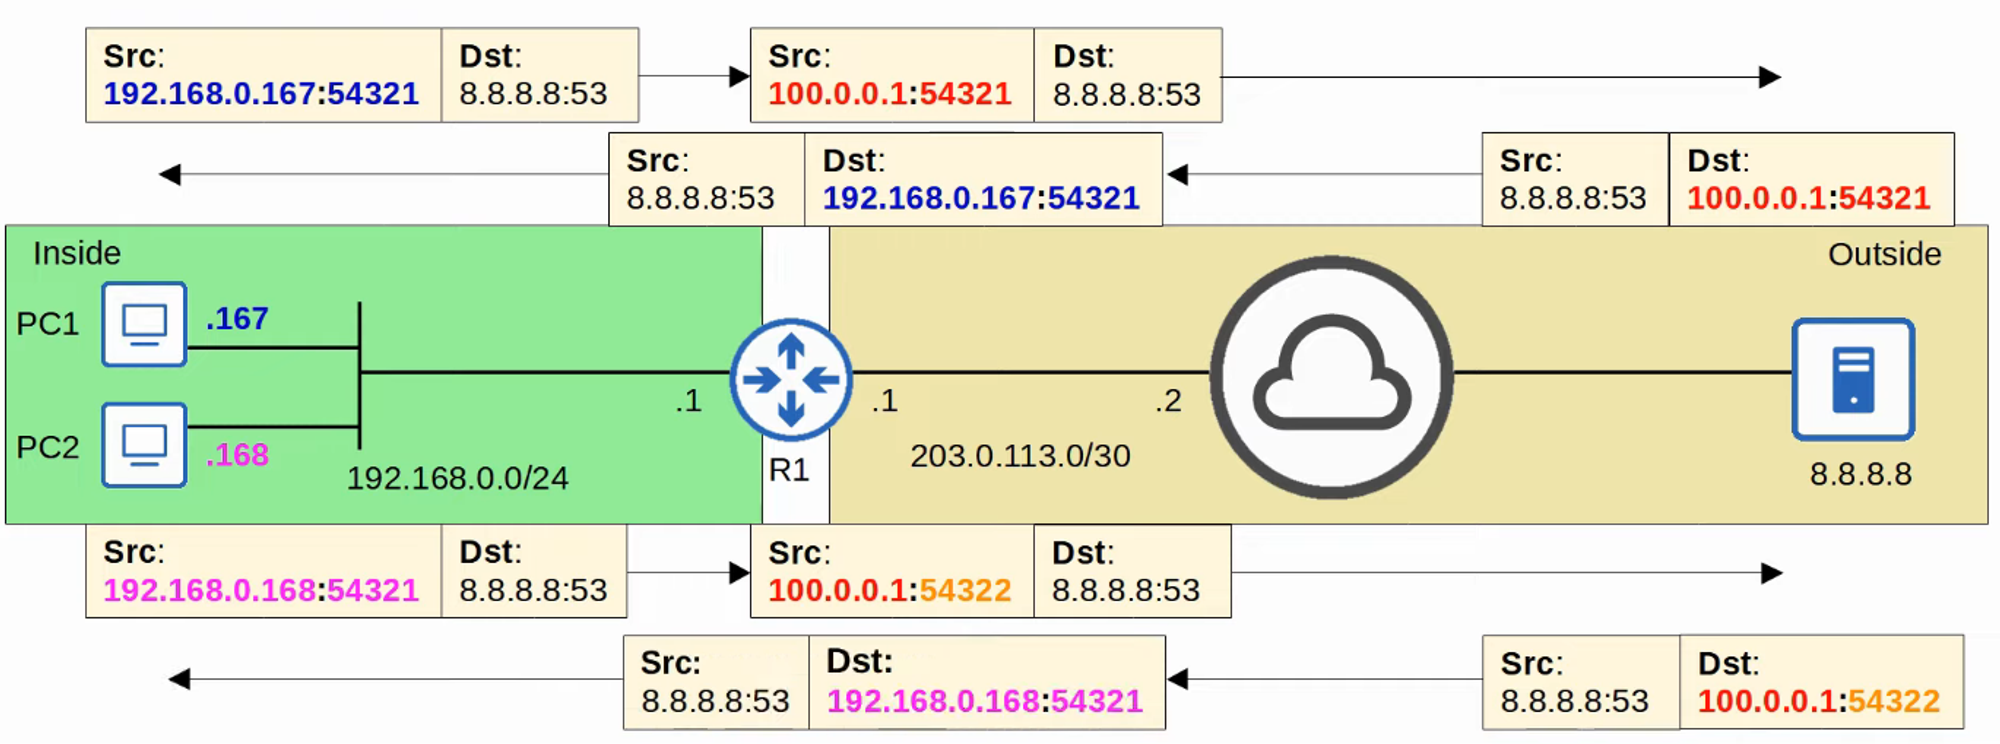 Src:
192.168.0.167:54321
Dst:
8.8.8.8:53
Src:
100.0.0.1:54321
Dst:
8.8.8.8:53
Src:
8.8.8.8:53
Dst:
192.168.0.167:54321
Src:
8.8.8.8:53
Dst:
100.0.0.1:54321
Inside
Outside
PC1
.167
.1
.1
.2
PC2
.168
192.168.0.0/24
R1
203.0.113.0/30
8.8.8.8
Src:
192.168.0.168:54321
Dst:
8.8.8.8:53
Src:
100.0.0.1:54322
Dst:
8.8.8.8:53
Src:
8.8.8.8:53
Dst:
192.168.0.168:54321
Src:
8.8.8.8:53
Dst:
100.0.0.1:54322